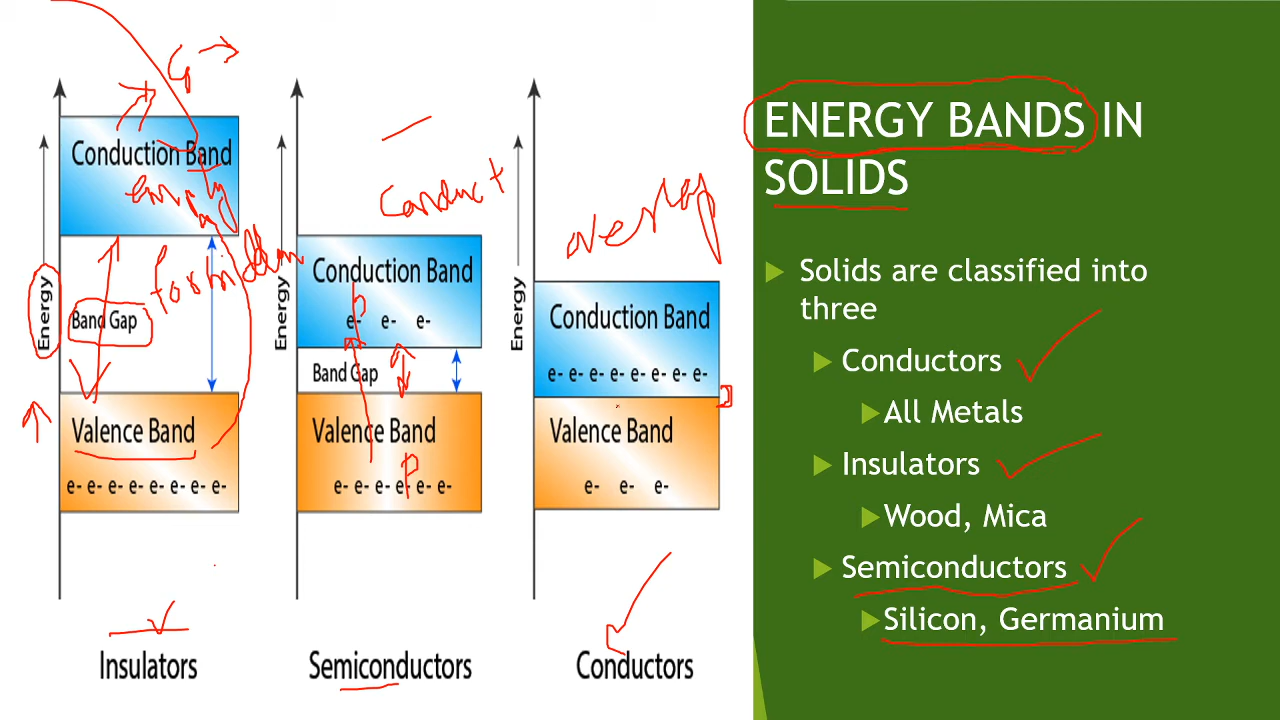 ENERGY BANDS IN
SOLIDS
Solids are classified into
three
Conductors
All Metals
Insulators
Wood, Mica
Semiconductors
Silicon, Germanium
Energy
Conduction Band
empty
forbidden
Band Gap
Valence Band
e- e- e- e- e- e- e- e-
Insulators
Energy
Conduct
Conduction Band
e- e- e-
Band Gap
Valence Band
e- e- e- e- e- e-
Semiconductors
Energy
overlap
Conduction Band
e- e- e- e- e- e- e- e-
Valence Band
e- e- e-
Conductors